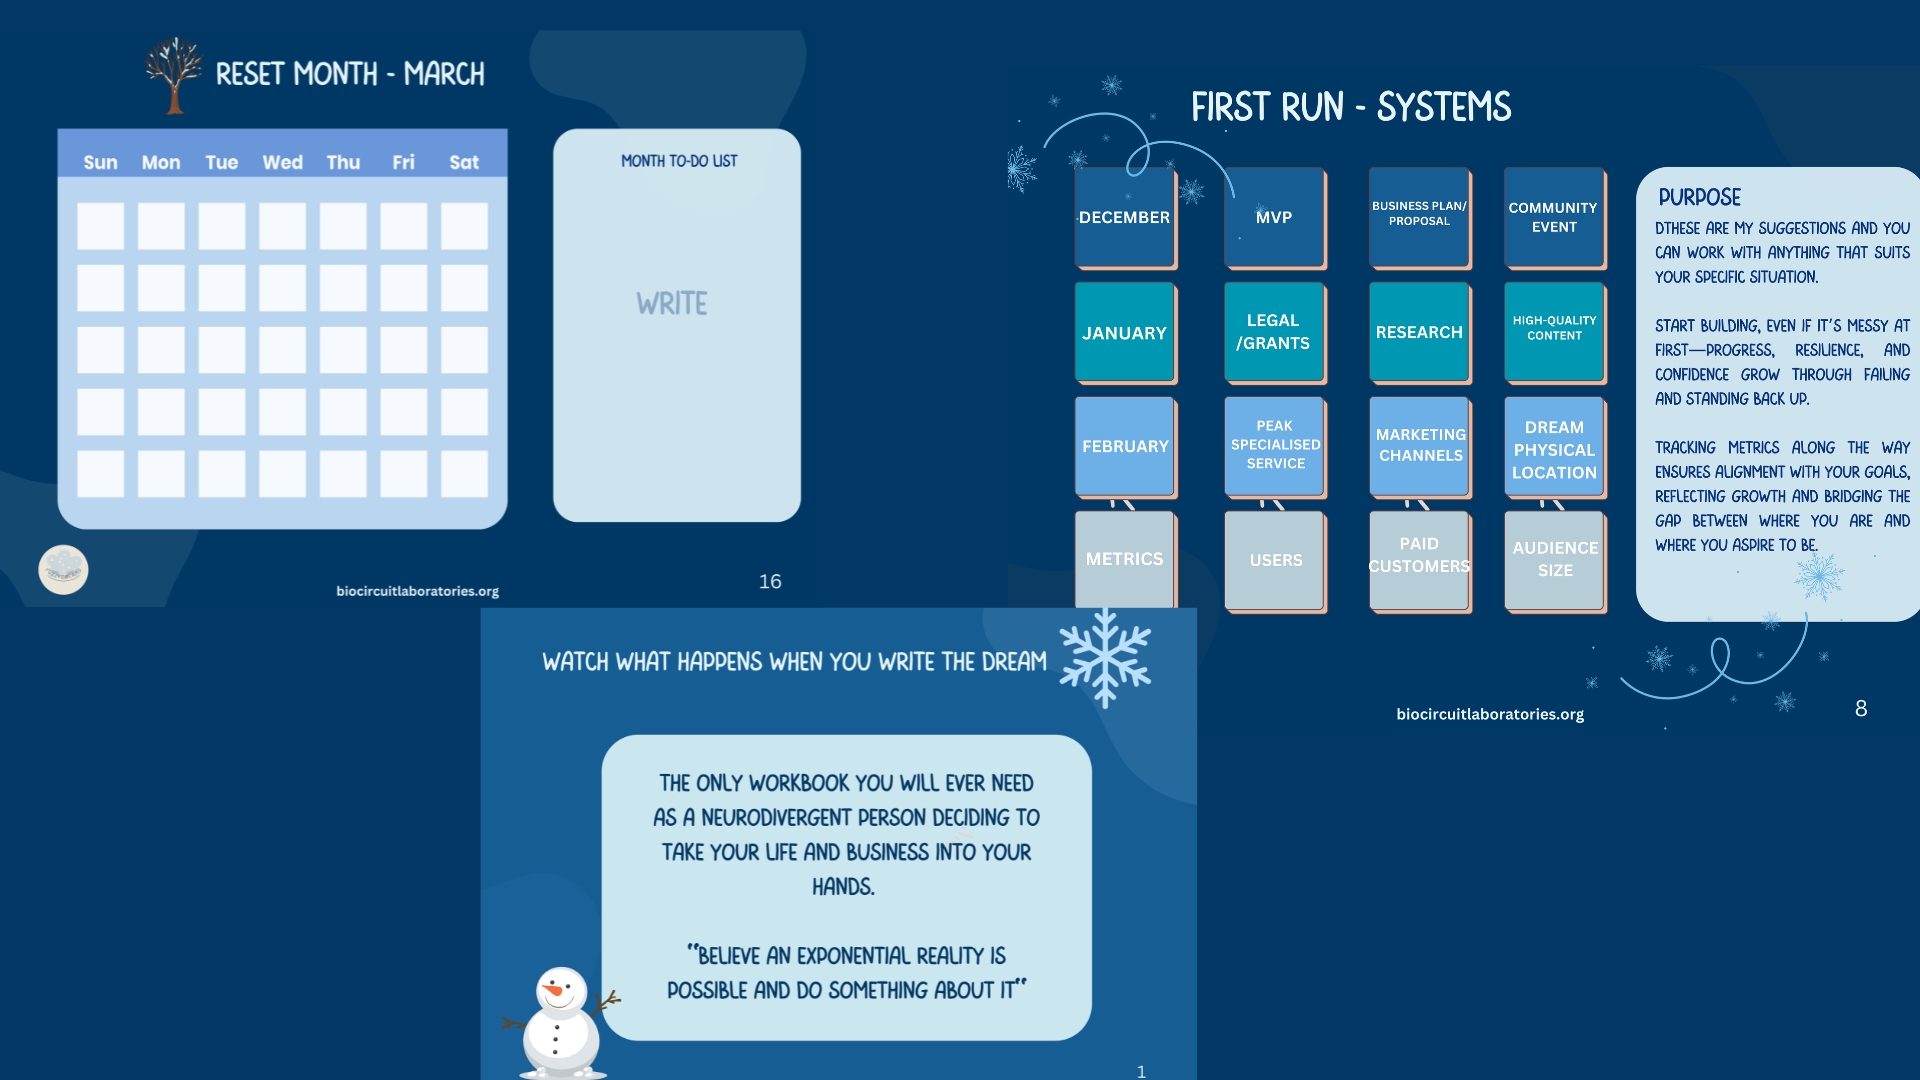 RESET MONTH - MARCH
Sun Mon Tue Wed Thu Fri Sat
MONTH TO-DO LIST
WRITE
biocircuitlaboratories.org
16
FIRST RUN - SYSTEMS
DECEMBER
MVP
BUSINESS PLAN/
PROPOSAL
COMMUNITY
EVENT
JANUARY
LEGAL
/GRANTS
RESEARCH
HIGH-QUALITY
CONTENT
FEBRUARY
PEAK
SPECIALISED
SERVICE
MARKETING
CHANNELS
DREAM
PHYSICAL
LOCATION
METRICS
USERS
PAID
CUSTOMERS
AUDIENCE
SIZE
PURPOSE
DTHESE ARE MY SUGGESTIONS AND YOU
CAN WORK WITH ANYTHING THAT SUITS
YOUR SPECIFIC SITUATION.
START BUILDING, EVEN IF IT'S MESSY AT
FIRST—PROGRESS, RESILIENCE, AND
CONFIDENCE GROW THROUGH FAILING
AND STANDING BACK UP.
TRACKING METRICS ALONG THE WAY
ENSURES ALIGNMENT WITH YOUR GOALS,
REFLECTING GROWTH AND BRIDGING THE
GAP BETWEEN WHERE YOU ARE AND
WHERE YOU ASPIRE TO BE.
biocircuitlaboratories.org
8
WATCH WHAT HAPPENS WHEN YOU WRITE THE DREAM
THE ONLY WORKBOOK YOU WILL EVER NEED
AS A NEURODIVERGENT PERSON DECIDING TO
TAKE YOUR LIFE AND BUSINESS INTO YOUR
HANDS.
"BELIEVE AN EXPONENTIAL REALITY IS
POSSIBLE AND DO SOMETHING ABOUT IT"
1